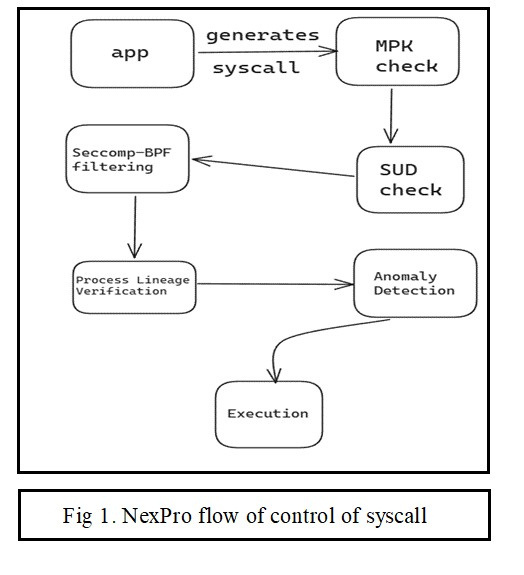 app
generates
syscall
MPK
check
SUD
check
Seccomp-BPF
filtering
Process Lineage
Verification
Anomaly
Detection
Execution
Fig 1. NexPro flow of control of syscall